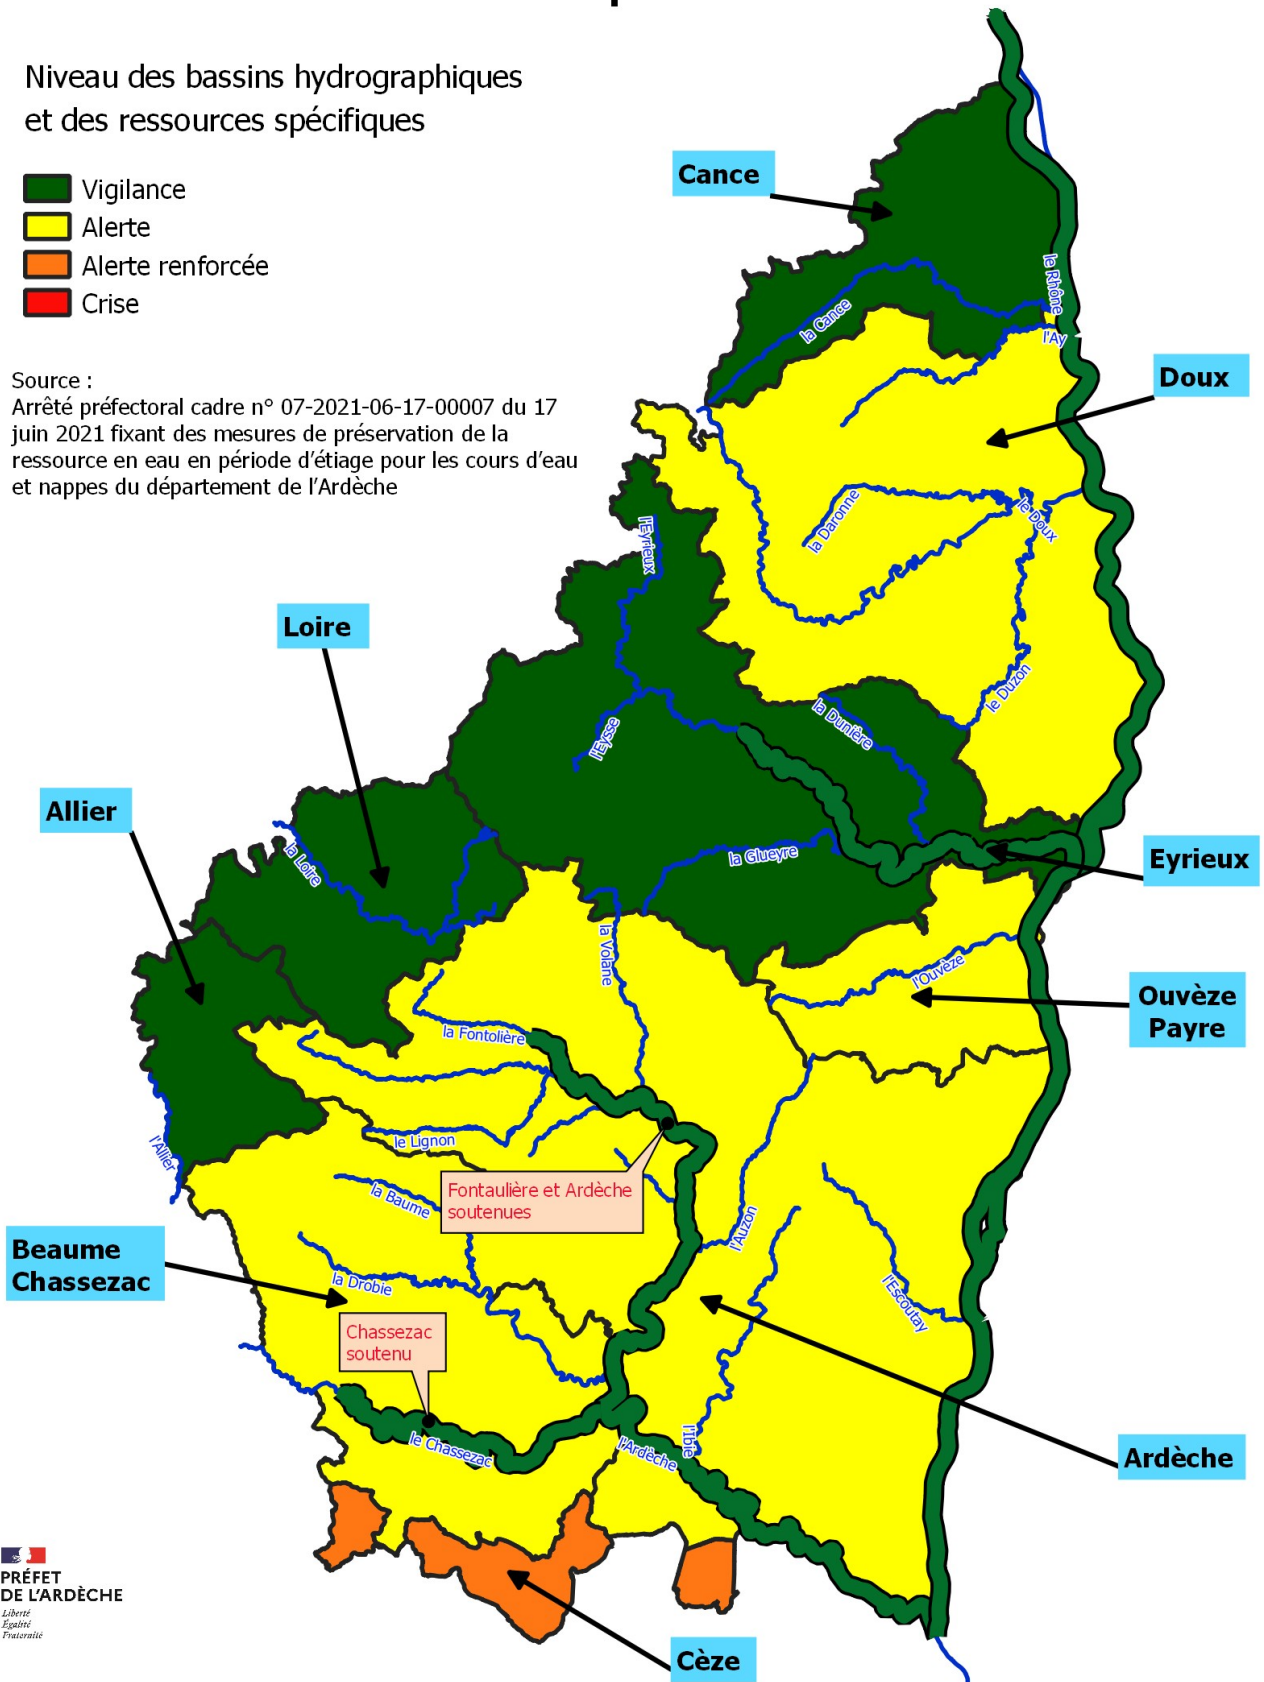 Niveau des bassins hydrographiques
et des ressources spécifiques
Vigilance
Alerte
Alerte renforcée
Crise
Source :
Arrêté préfectoral cadre n° 07-2021-06-17-00007 du 17
juin 2021 fixant des mesures de préservation de la
ressource en eau en période d'étiage pour les cours d'eau
et nappes du département de l'Ardèche
Cance
le Rhône
la Cance
l'Ay
Doux
la Daronne
le Doux
l'Eyrieux
Loire
le Duzon
la Dunière
l'Eysse
Allier
la Loire
la Glueyre
Eyrieux
la Volane
l'Ouvèze
Ouvèze
Payre
la Fontolière
le Lignon
l'Allier
la Baume
Fontaulière et Ardèche
soutenues
l'Auzon
Beaume
Chassezac
la Drobie
l'Escoutay
Chassezac
soutenu
le Chassezac
l'Ardèche
l'Ibie
Ardèche
Cèze
PRÉFET
DE L'ARDÈCHE
Liberté
Égalité
Fraternité